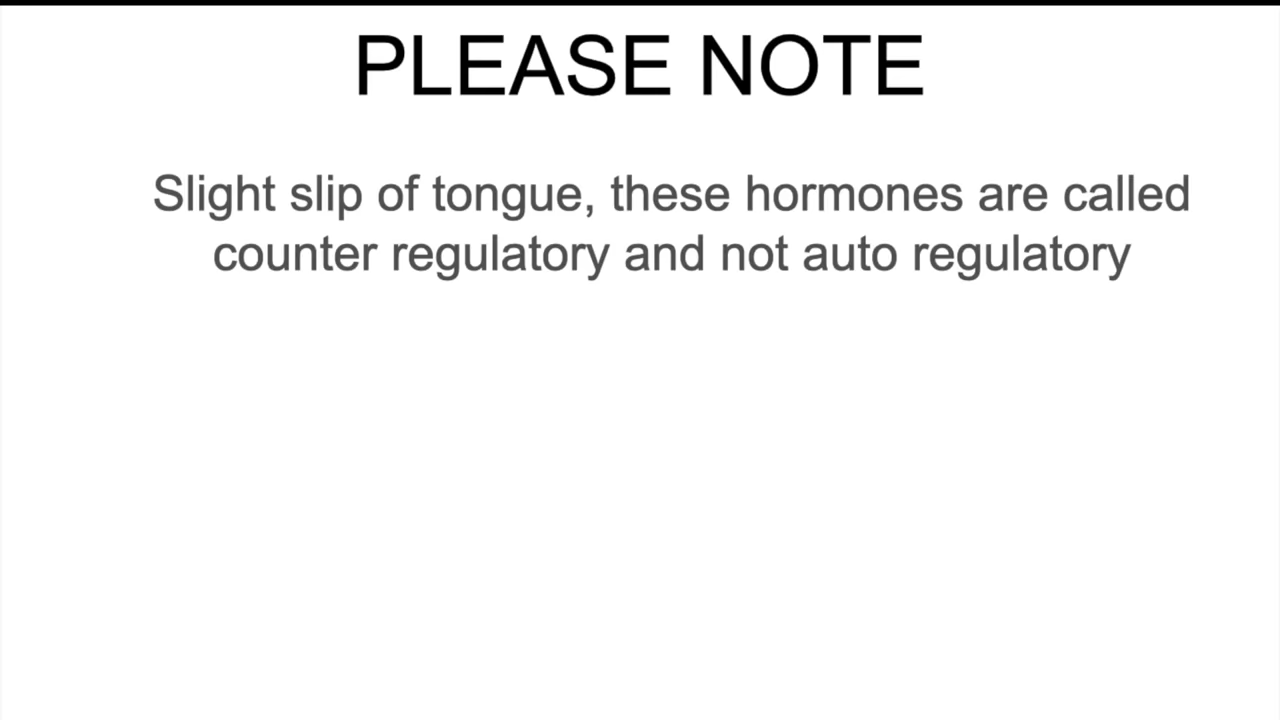 PLEASE NOTE
Slight slip of tongue, these hormones are called
counter regulatory and not auto regulatory